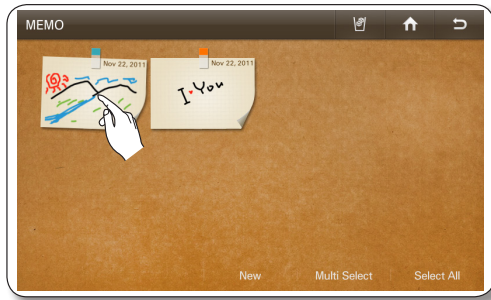 MEMO
Nov 22, 2011
Nov 22, 2011
I You
New
Multi Select
Select All